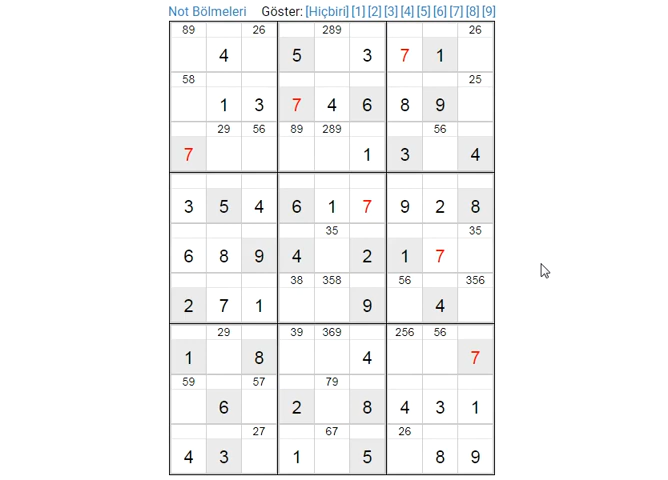 Not Bölmeleri Göster: [Hiçbiri] [1] [2] [3] [4] [5] [6] [7] [8] [9]
89 26 289 26
4 5 3 7 1
58 25
1 3 7 4 6 8 9
29 56 89 289 56
7 1 3 4
3 5 4 6 1 7 9 2 8
35 35
6 8 9 4 2 1 7
38 358 56 356
2 7 1 9 4
29 39 369 256 56
1 8 4 7
59 57 79
6 2 8 4 3 1
27 67 26
4 3 1 5 8 9